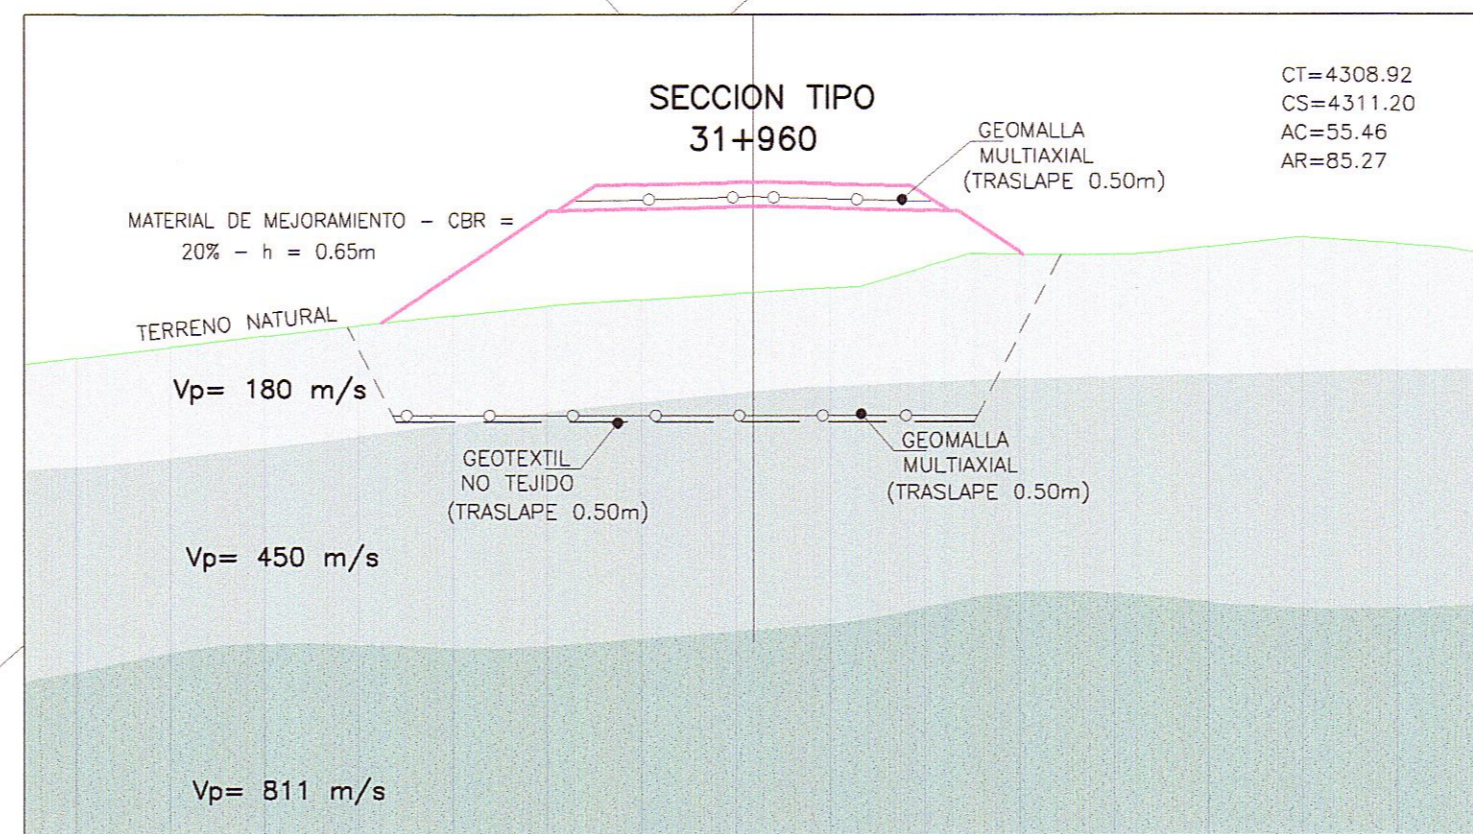 SECCION TIPO
31+960
CT=4308.92
CS=4311.20
AC=55.46
AR=85.27
GEOMALLA
MULTIAXIAL
(TRASLAPE 0.50m)
MATERIAL DE MEJORAMIENTO - CBR =
20% - h = 0.65m
TERRENO NATURAL
Vp= 180 m/s
GEOTEXTIL
NO TEJIDO
(TRASLAPE 0.50m)
GEOMALLA
MULTIAXIAL
(TRASLAPE 0.50m)
Vp= 450 m/s
Vp= 811 m/s